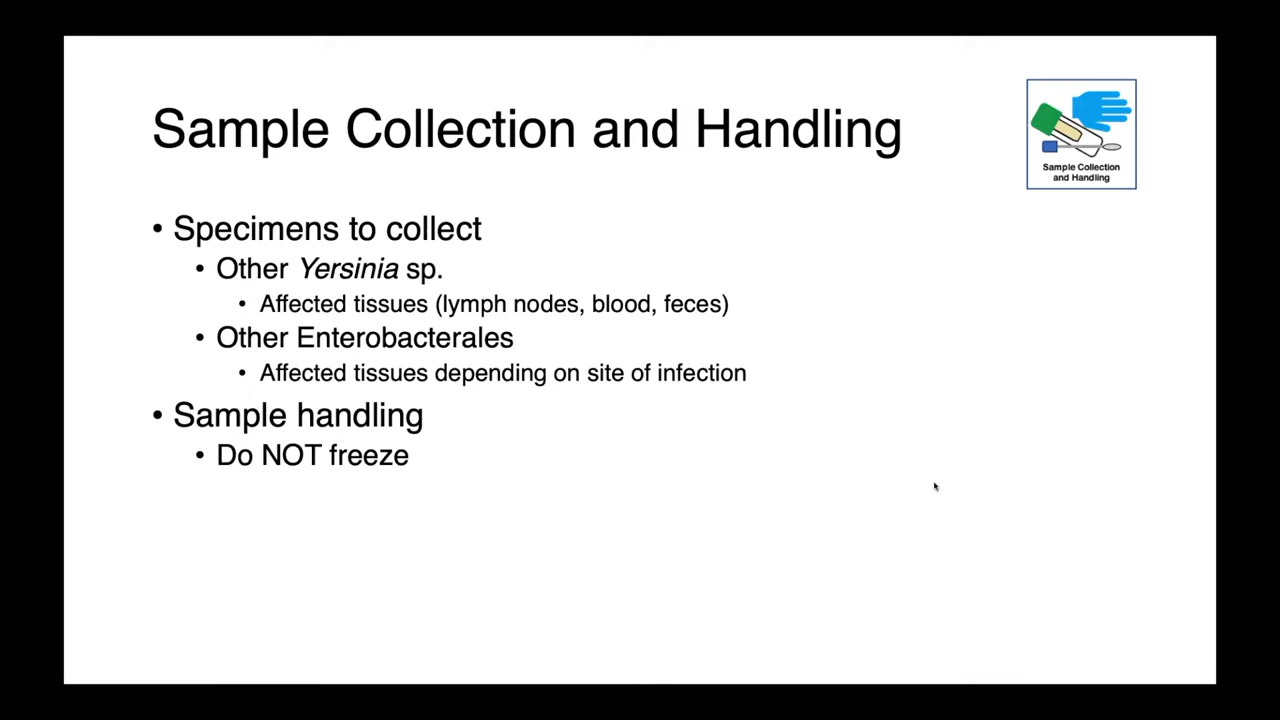 Sample Collection and Handling
Sample Collection
and Handling
• Specimens to collect
• Other Yersinia sp.
• Affected tissues (lymph nodes, blood, feces)
• Other Enterobacterales
• Affected tissues depending on site of infection
• Sample handling
• Do NOT freeze